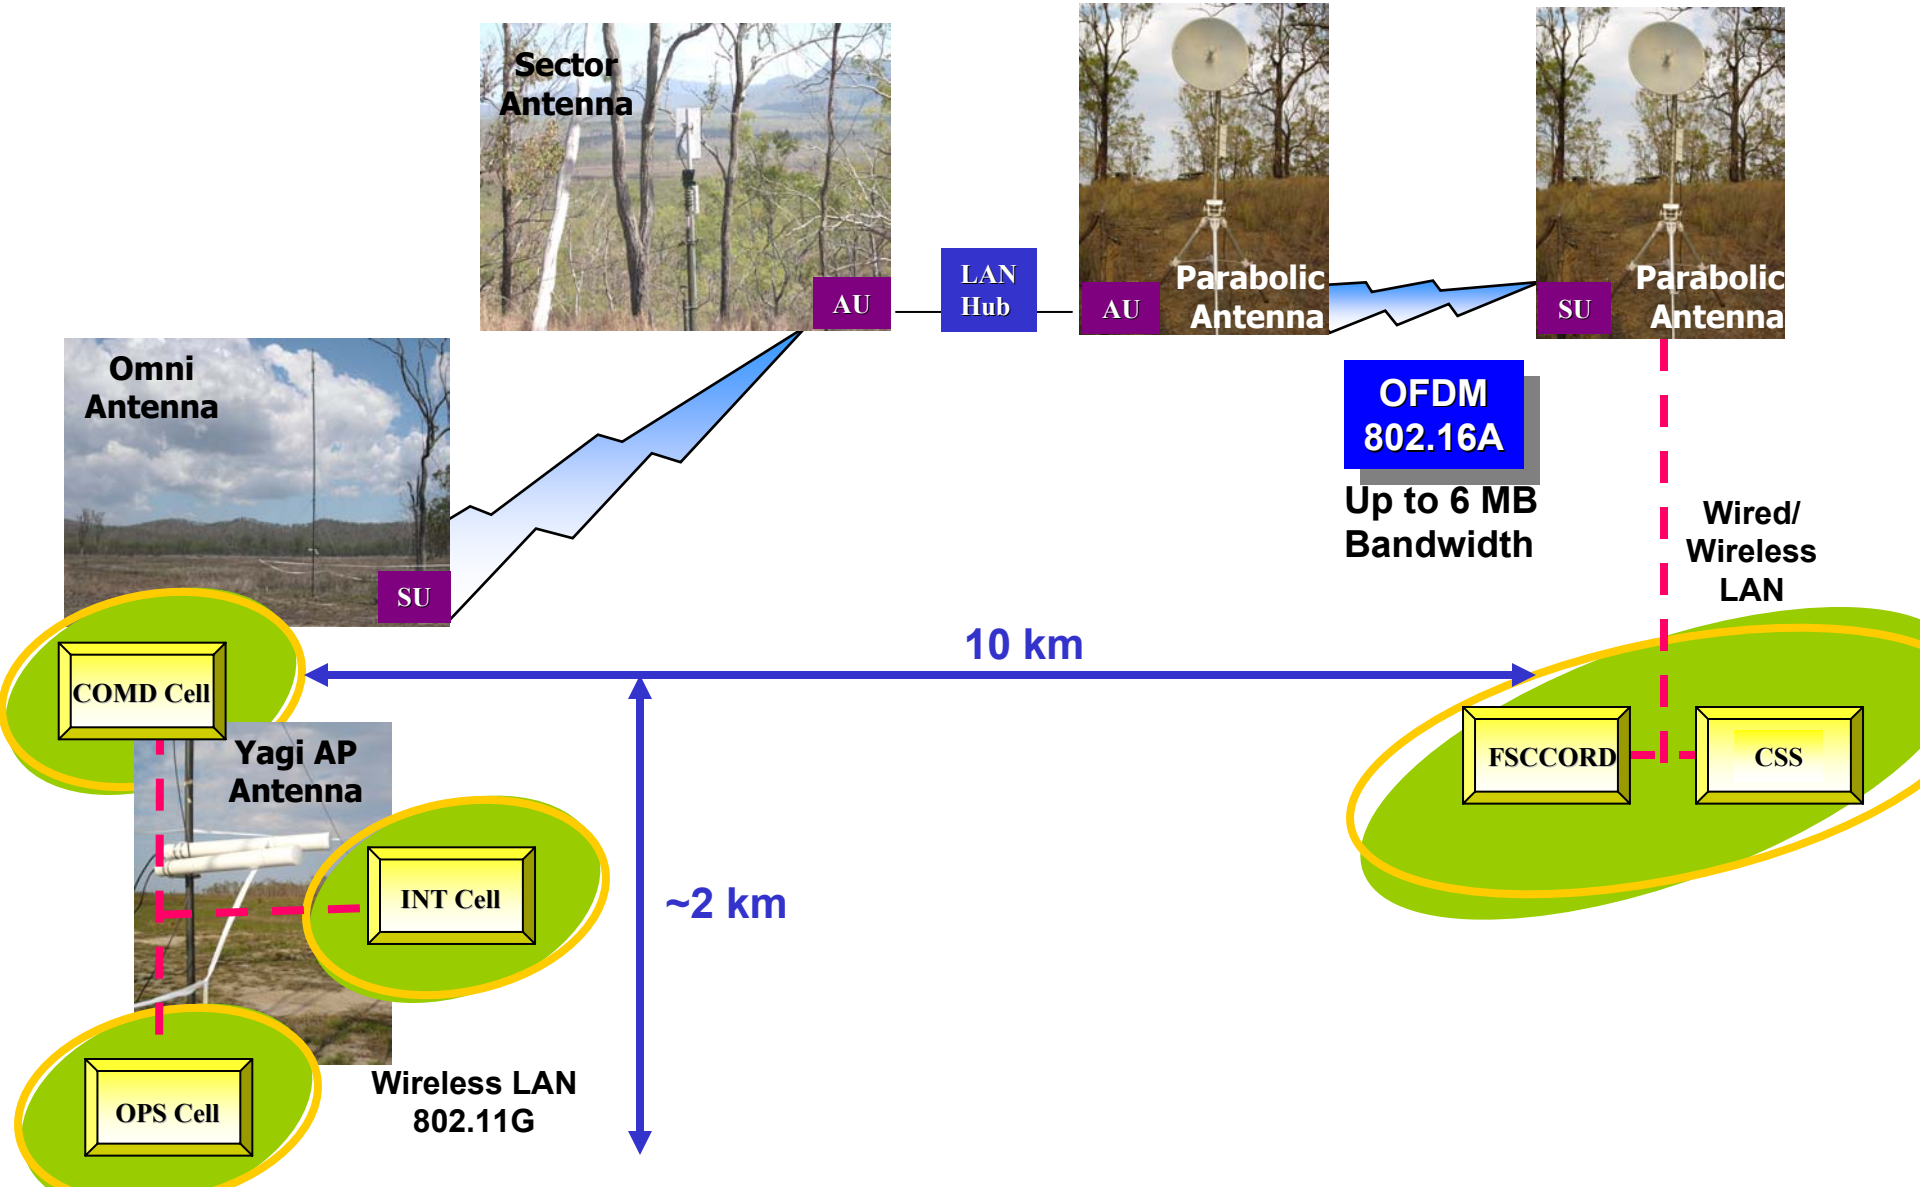 Sector
Antenna
AU
LAN
Hub
AU
Parabolic
Antenna
SU
Parabolic
Antenna
Omni
Antenna
SU
OFDM
802.16A
Up to 6 MB
Bandwidth
Wired/
Wireless
LAN
10 km
COMD Cell
Yagi AP
Antenna
FSCCORD
CSS
INT Cell
~2 km
OPS Cell
Wireless LAN
802.11G